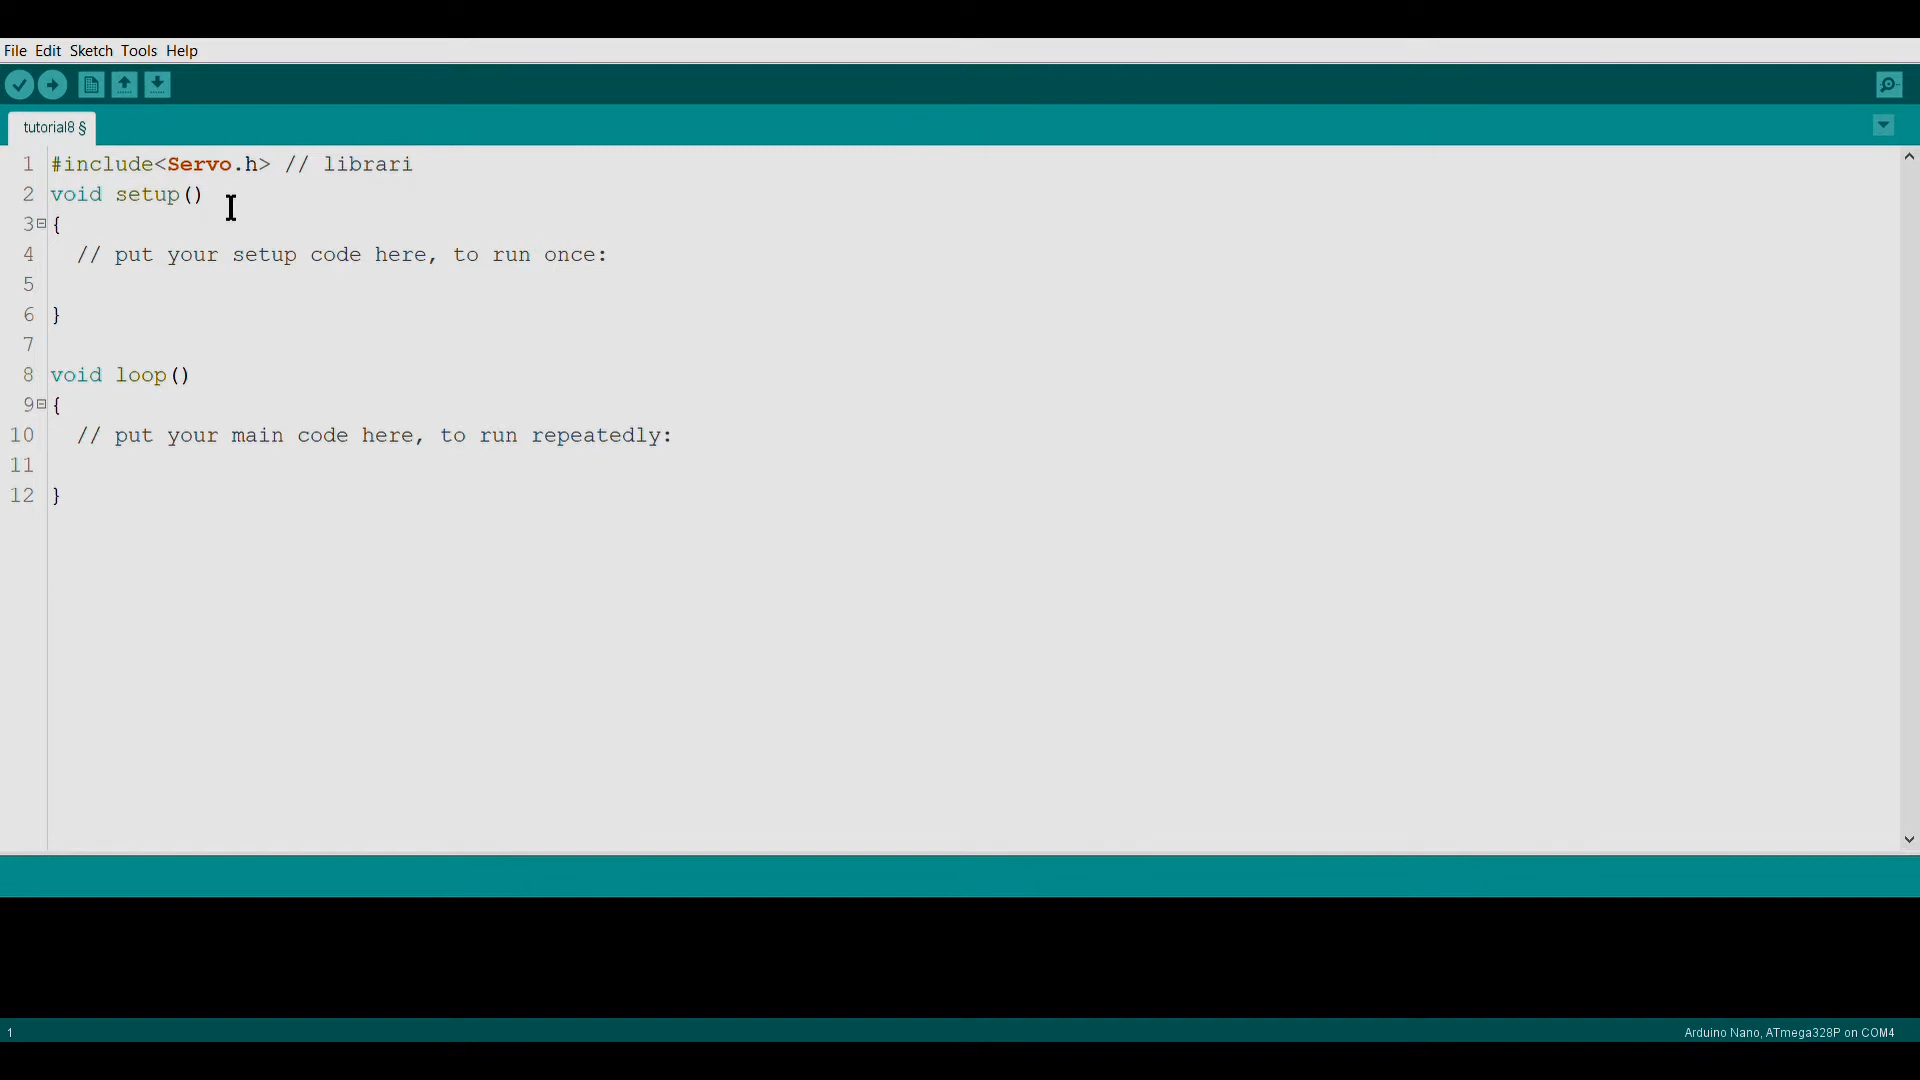 File Edit Sketch Tools Help
tutorial8 §
1 #include<Servo.h> // librari
2 void setup()
3 {
4 // put your setup code here, to run once:
5
6 }
7
8 void loop()
9 {
10 // put your main code here, to run repeatedly:
11
12 }
1
Arduino Nano, ATmega328P on COM4